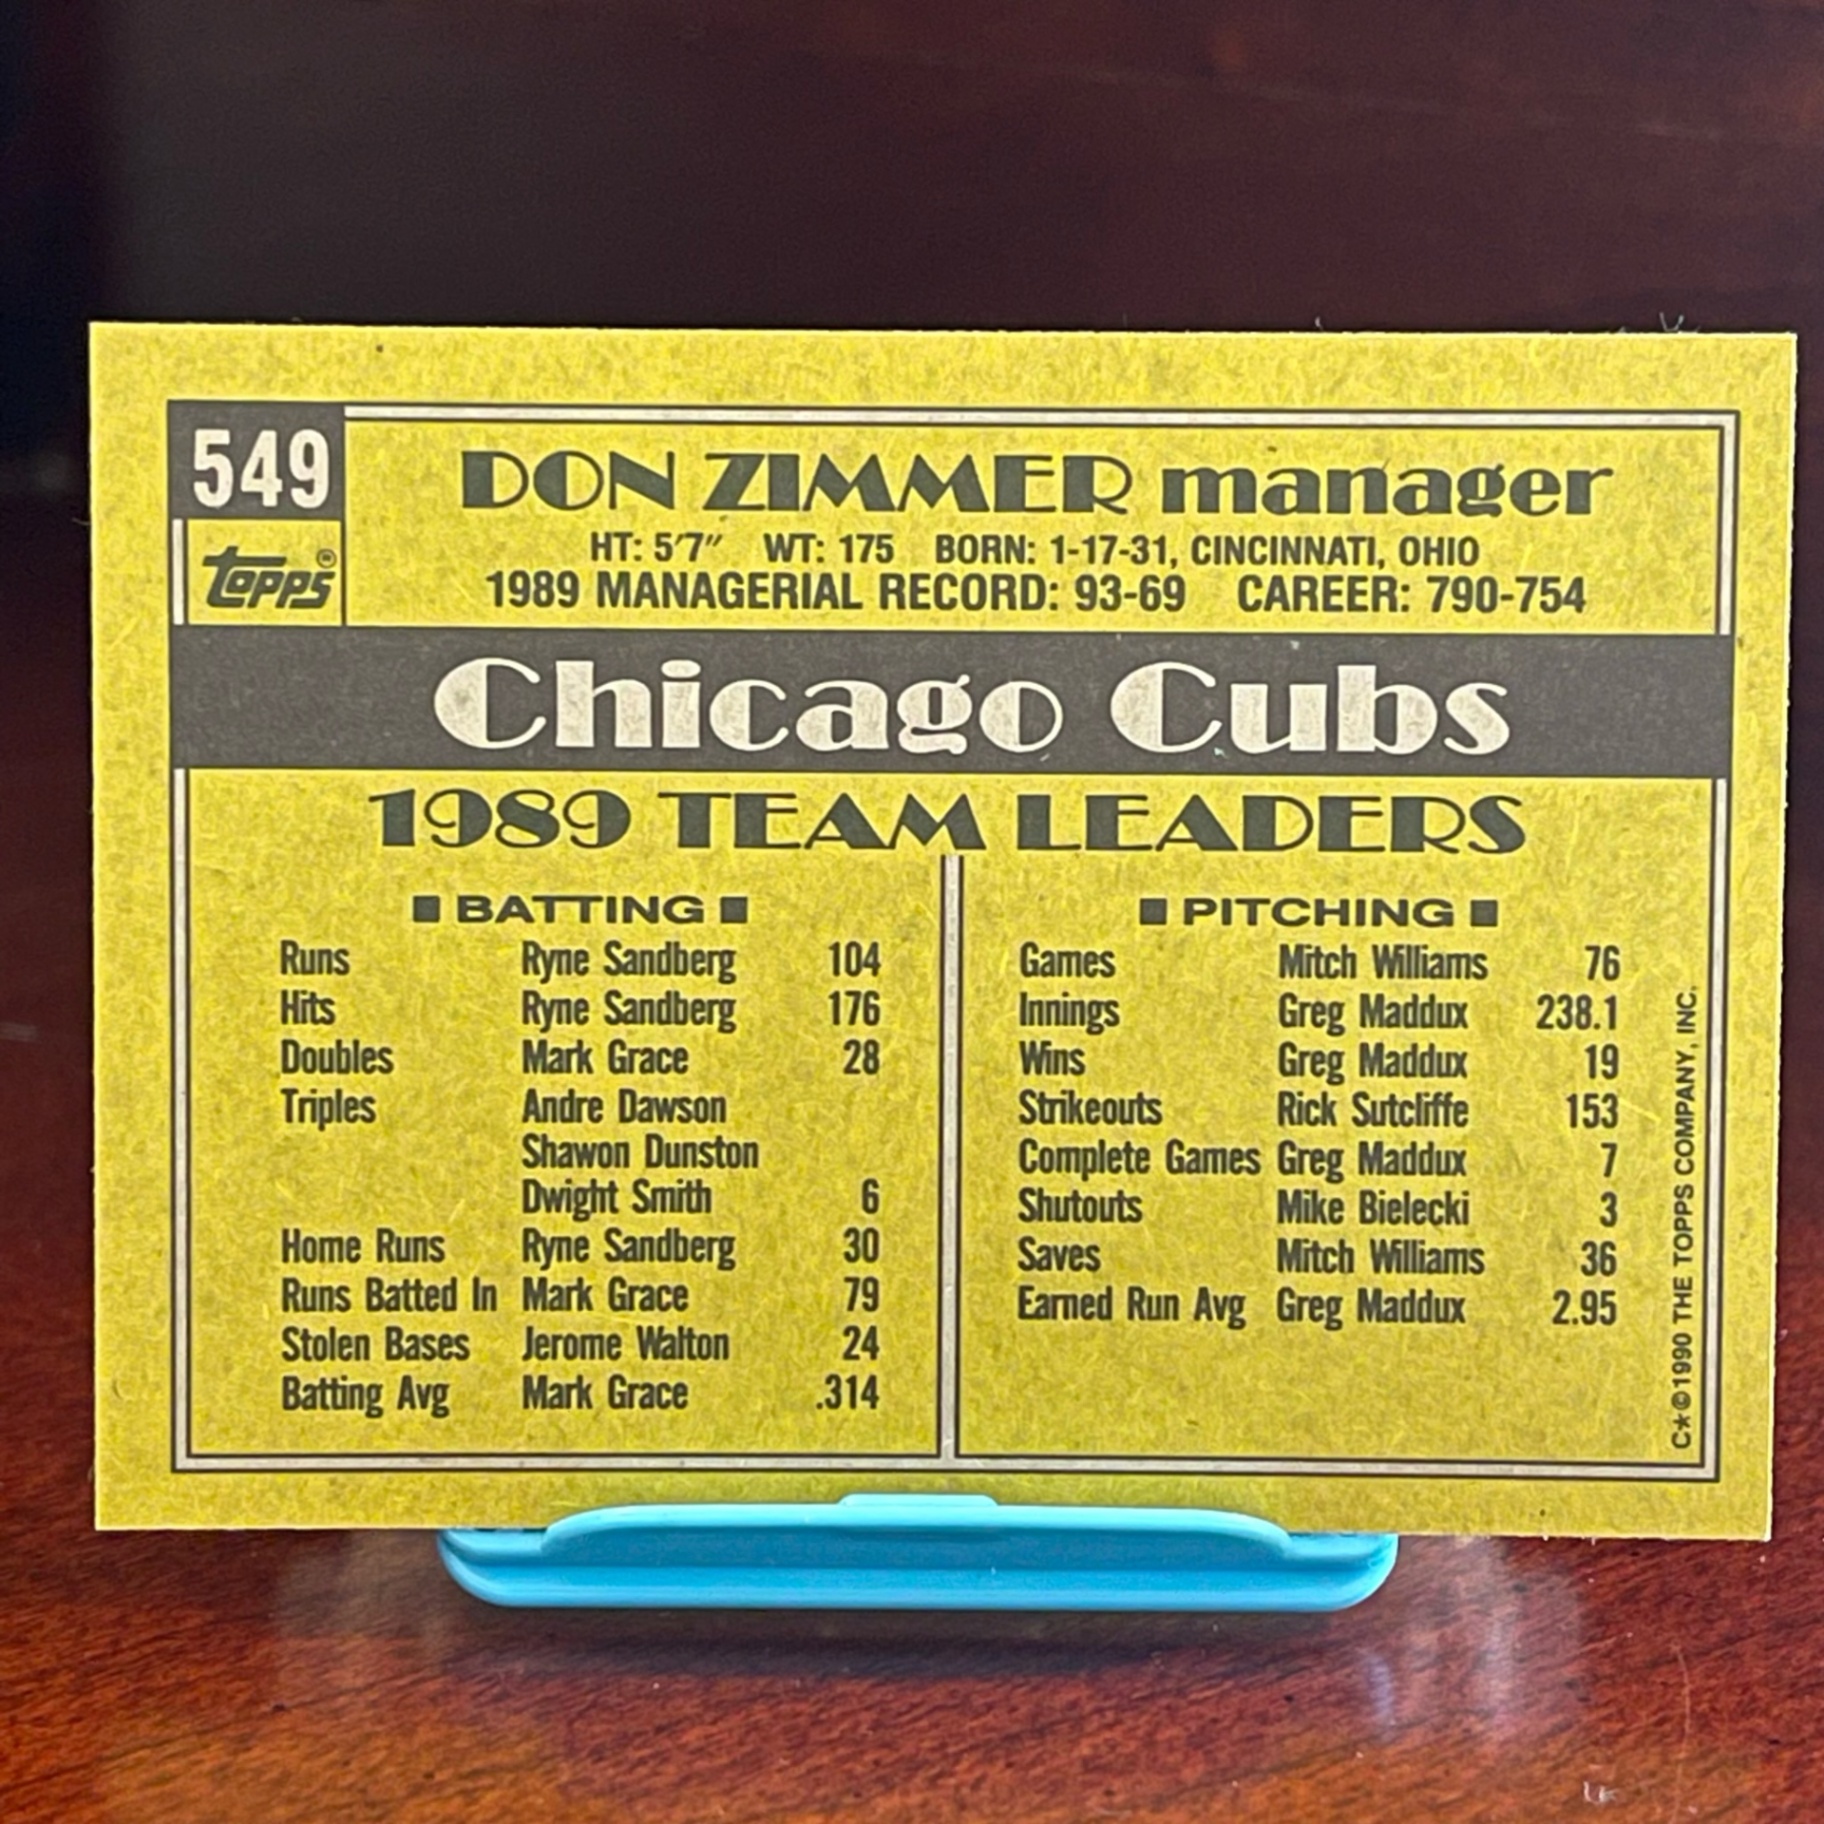 549
topps®
DON ZIMMER manager
HT: 5'7" WT: 175 BORN: 1-17-31, CINCINNATI, OHIO
1989 MANAGERIAL RECORD: 93-69 CAREER: 790-754
Chicago Cubs
1989 TEAM LEADERS
■ BATTING ■
Runs Ryne Sandberg 104
Hits Ryne Sandberg 176
Doubles Mark Grace 28
Triples Andre Dawson
Shawon Dunston
Dwight Smith 6
Home Runs Ryne Sandberg 30
Runs Batted In Mark Grace 79
Stolen Bases Jerome Walton 24
Batting Avg Mark Grace .314
■ PITCHING ■
Games Mitch Williams 76
Innings Greg Maddux 238.1
Wins Greg Maddux 19
Strikeouts Rick Sutcliffe 153
Complete Games Greg Maddux 7
Shutouts Mike Bielecki 3
Saves Mitch Williams 36
Earned Run Avg Greg Maddux 2.95
C*©1990 THE TOPPS COMPANY, INC.